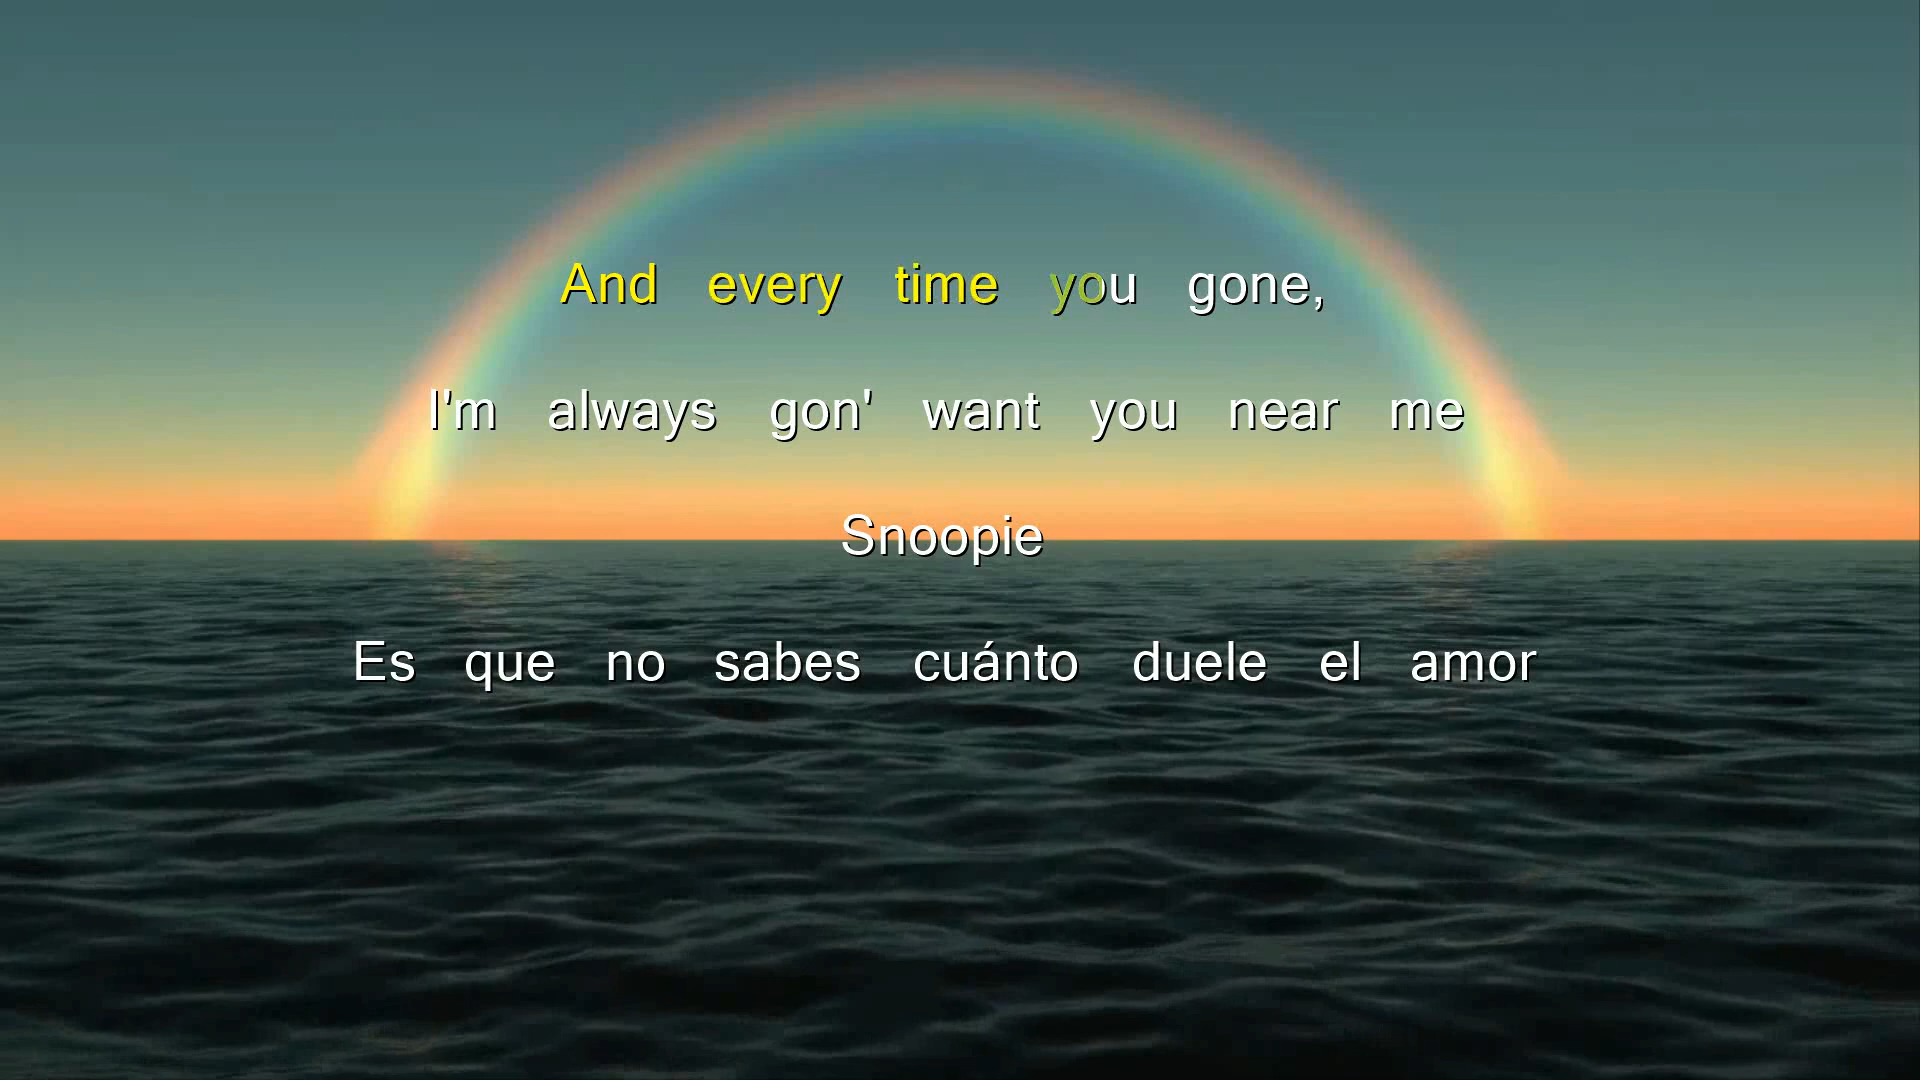 And every time you gone,
I'm always gon' want you near me
Snoopie
Es que no sabes cuánto duele el amor